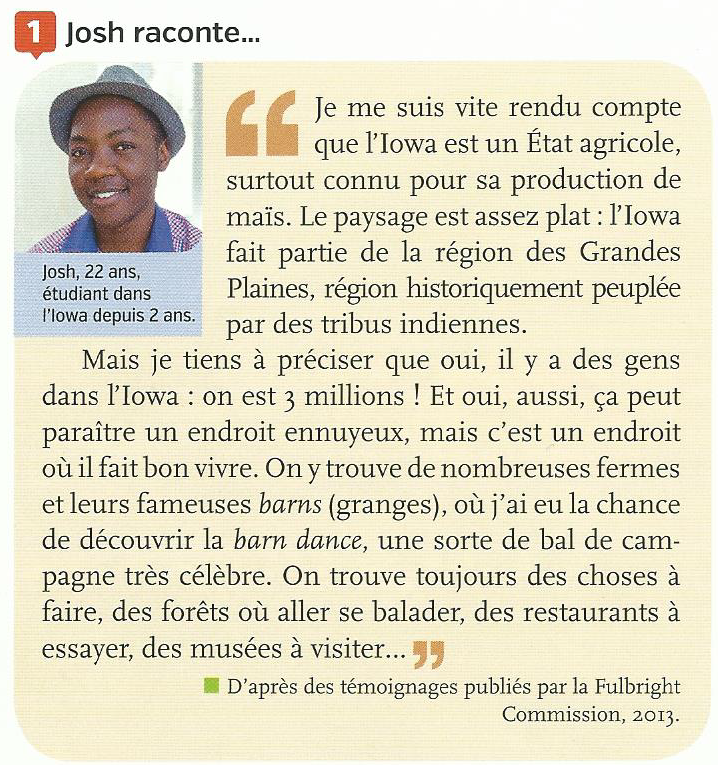 1 Josh raconte...
Josh, 22 ans,
étudiant dans
l'Iowa depuis 2 ans.
“ Je me suis vite rendu compte
que l'Iowa est un État agricole,
surtout connu pour sa production de
maïs. Le paysage est assez plat : l'Iowa
fait partie de la région des Grandes
Plaines, région historiquement peuplée
par des tribus indiennes.
Mais je tiens à préciser que oui, il y a des gens
dans l'Iowa : on est 3 millions ! Et oui, aussi, ça peut
paraître un endroit ennuyeux, mais c'est un endroit
où il fait bon vivre. On y trouve de nombreuses fermes
et leurs fameuses barns (granges), où j'ai eu la chance
de découvrir la barn dance, une sorte de bal de cam-
pagne très célèbre. On trouve toujours des choses à
faire, des forêts où aller se balader, des restaurants à
essayer, des musées à visiter... ”
D'après des témoignages publiés par la Fulbright
Commission, 2013.